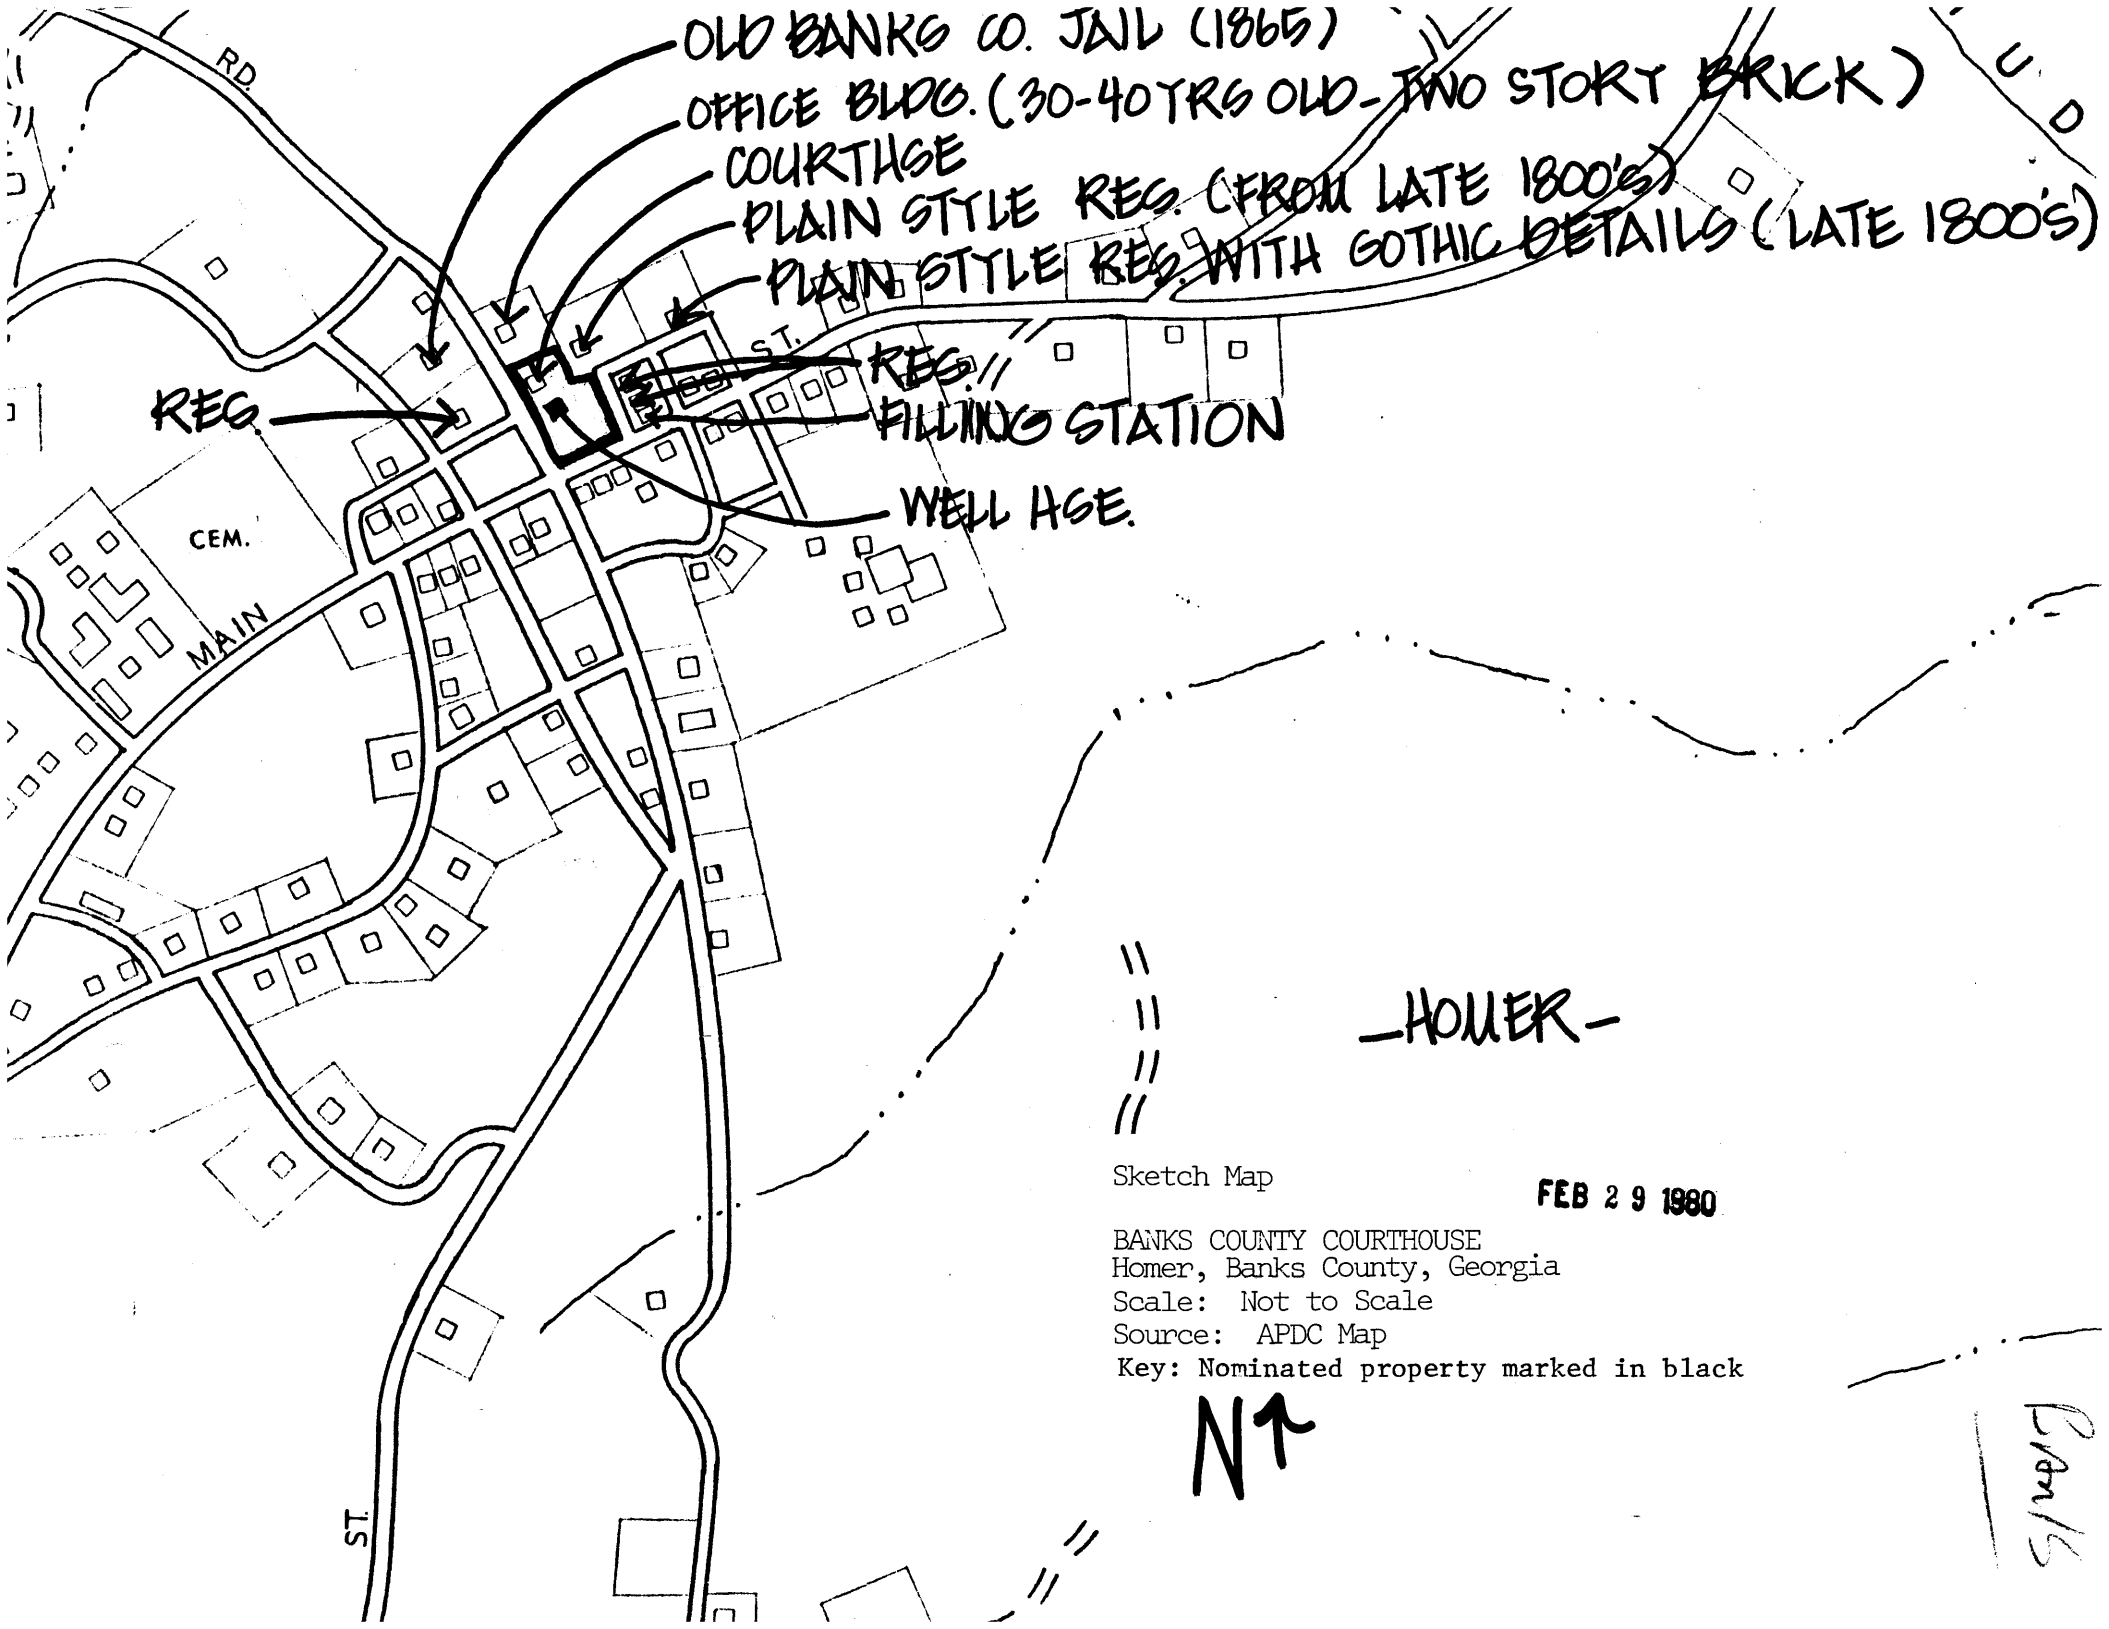 OLD BANKS CO. JAIL (1865)
OFFICE BLDG. (30-40 YRS OLD - TWO STORY BRICK)
COURTHSE
PLAIN STYLE RES. (FROM LATE 1800'S)
PLAIN STYLE RES. WITH GOTHIC DETAILS (LATE 1800'S)
RD.
U D
ST.
RES.
RES.
FILLING STATION
WELL HSE.
CEM.
MAIN
-HOMER-
Sketch Map
FEB 29 1980
BANKS COUNTY COURTHOUSE
Homer, Banks County, Georgia
Scale: Not to Scale
Source: APDC Map
Key: Nominated property marked in black
N
Banks
ST.